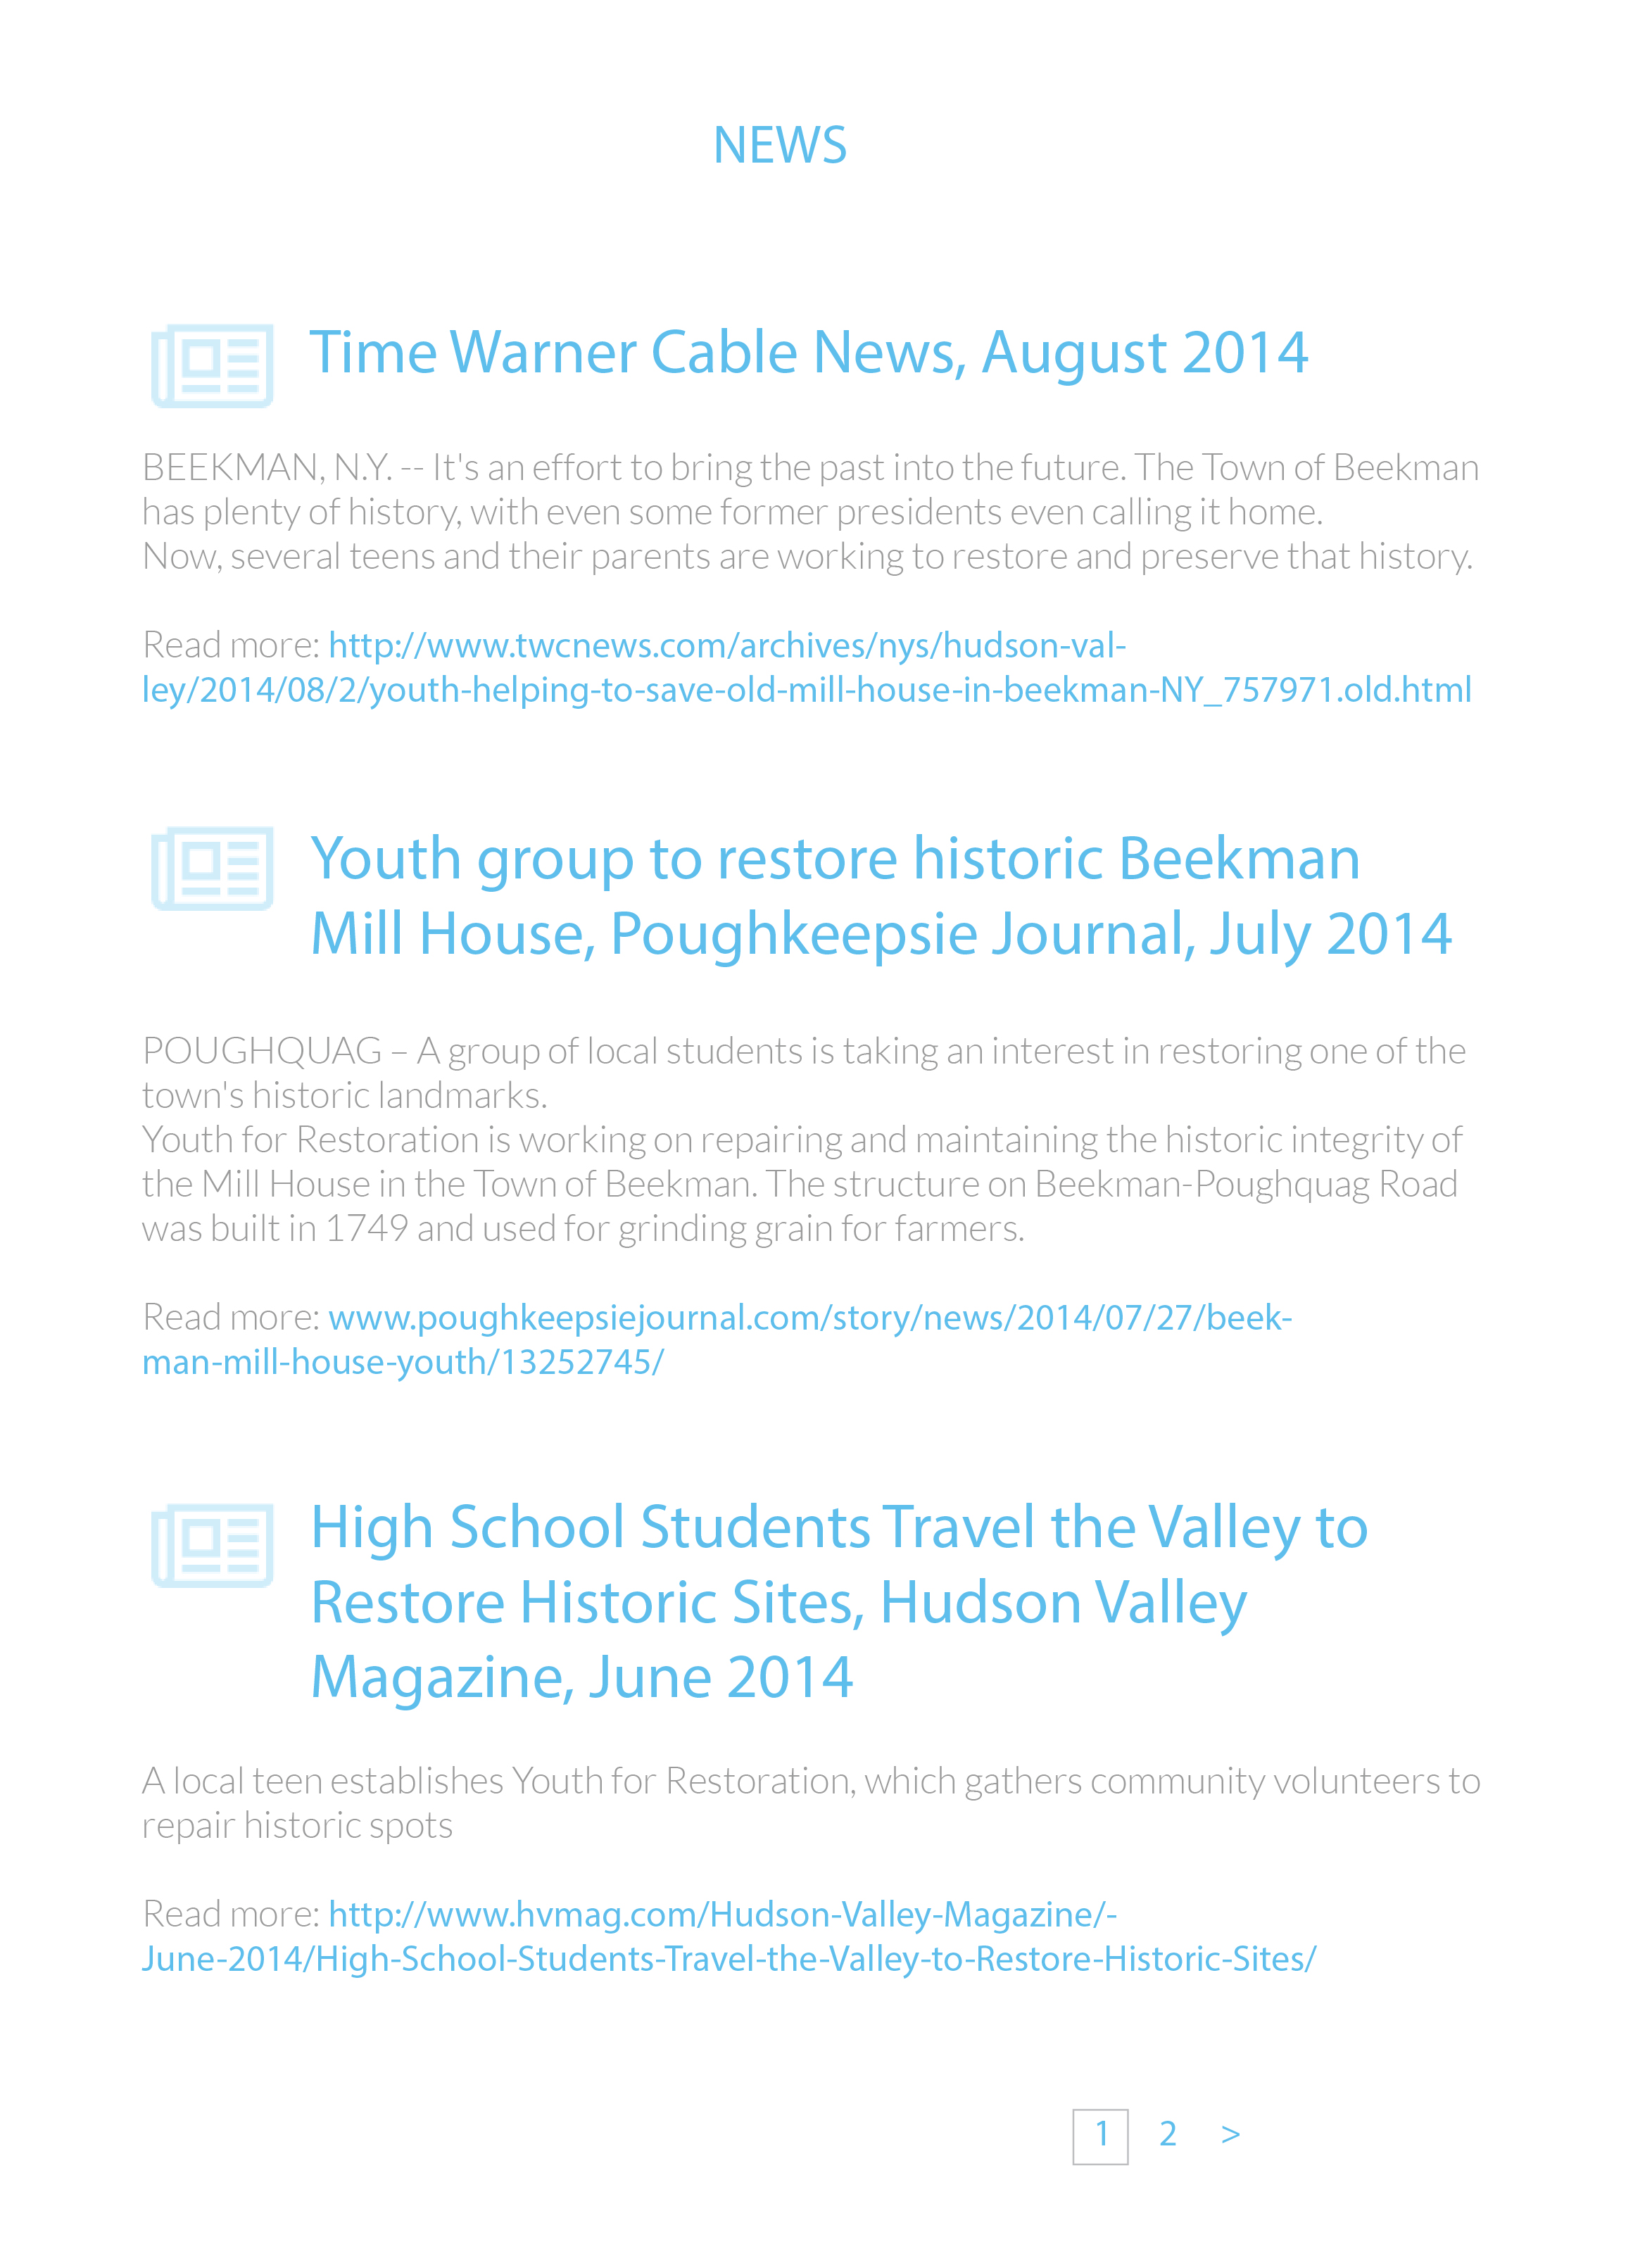 NEWS
Time Warner Cable News, August 2014
BEEKMAN, N.Y. -- It's an effort to bring the past into the future. The Town of Beekman
has plenty of history, with even some former presidents even calling it home.
Now, several teens and their parents are working to restore and preserve that history.
Read more: http://www.twcnews.com/archives/nys/hudson-val-
ley/2014/08/2/youth-helping-to-save-old-mill-house-in-beekman-NY_757971.old.html
Youth group to restore historic Beekman
Mill House, Poughkeepsie Journal, July 2014
POUGHQUAG – A group of local students is taking an interest in restoring one of the
town's historic landmarks.
Youth for Restoration is working on repairing and maintaining the historic integrity of
the Mill House in the Town of Beekman. The structure on Beekman-Poughquag Road
was built in 1749 and used for grinding grain for farmers.
Read more: www.poughkeepsiejournal.com/story/news/2014/07/27/beek-
man-mill-house-youth/13252745/
High School Students Travel the Valley to
Restore Historic Sites, Hudson Valley
Magazine, June 2014
A local teen establishes Youth for Restoration, which gathers community volunteers to
repair historic spots
Read more: http://www.hvmag.com/Hudson-Valley-Magazine/-
June-2014/High-School-Students-Travel-the-Valley-to-Restore-Historic-Sites/
1 2 >